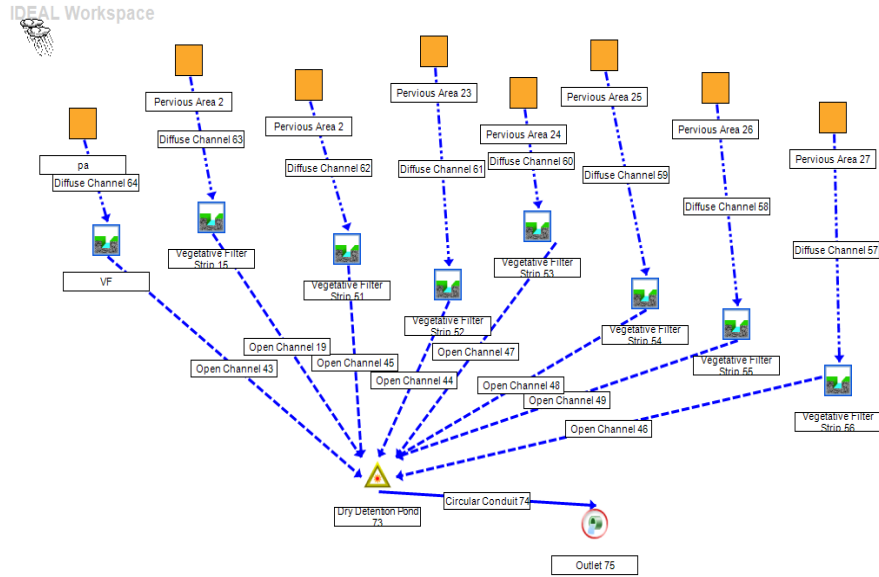 IDEAL Workspace
Pervious Area 2
Pervious Area 2
Pervious Area 23
Pervious Area 24
Pervious Area 25
Pervious Area 26
Pervious Area 27
pa
Diffuse Channel 64
Diffuse Channel 63
Diffuse Channel 62
Diffuse Channel 61
Diffuse Channel 60
Diffuse Channel 59
Diffuse Channel 58
Diffuse Channel 57
VF
Vegetative Filter
Strip 15
Vegetative Filter
Strip 51
Vegetative Filter
Strip 52
Vegetative Filter
Strip 53
Vegetative Filter
Strip 54
Vegetative Filter
Strip 55
Vegetative Filter
Strip 56
Open Channel 43
Open Channel 19
Open Channel 45
Open Channel 44
Open Channel 47
Open Channel 48
Open Channel 49
Open Channel 46
Dry Detention Pond
73
Circular Conduit 74
Outlet 75